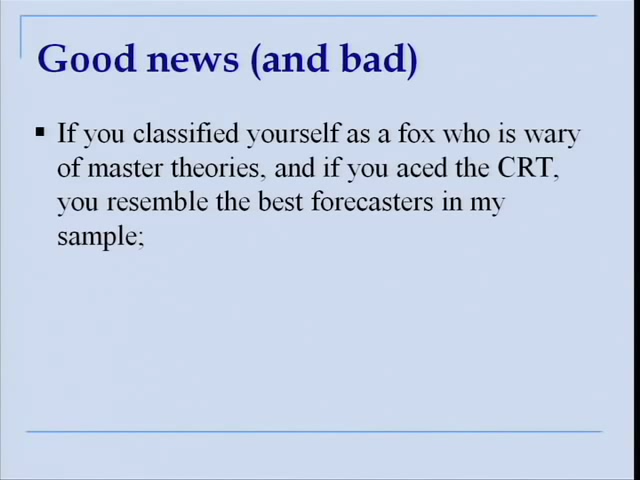 Good news (and bad)
If you classified yourself as a fox who is wary
of master theories, and if you aced the CRT,
you resemble the best forecasters in my
sample;